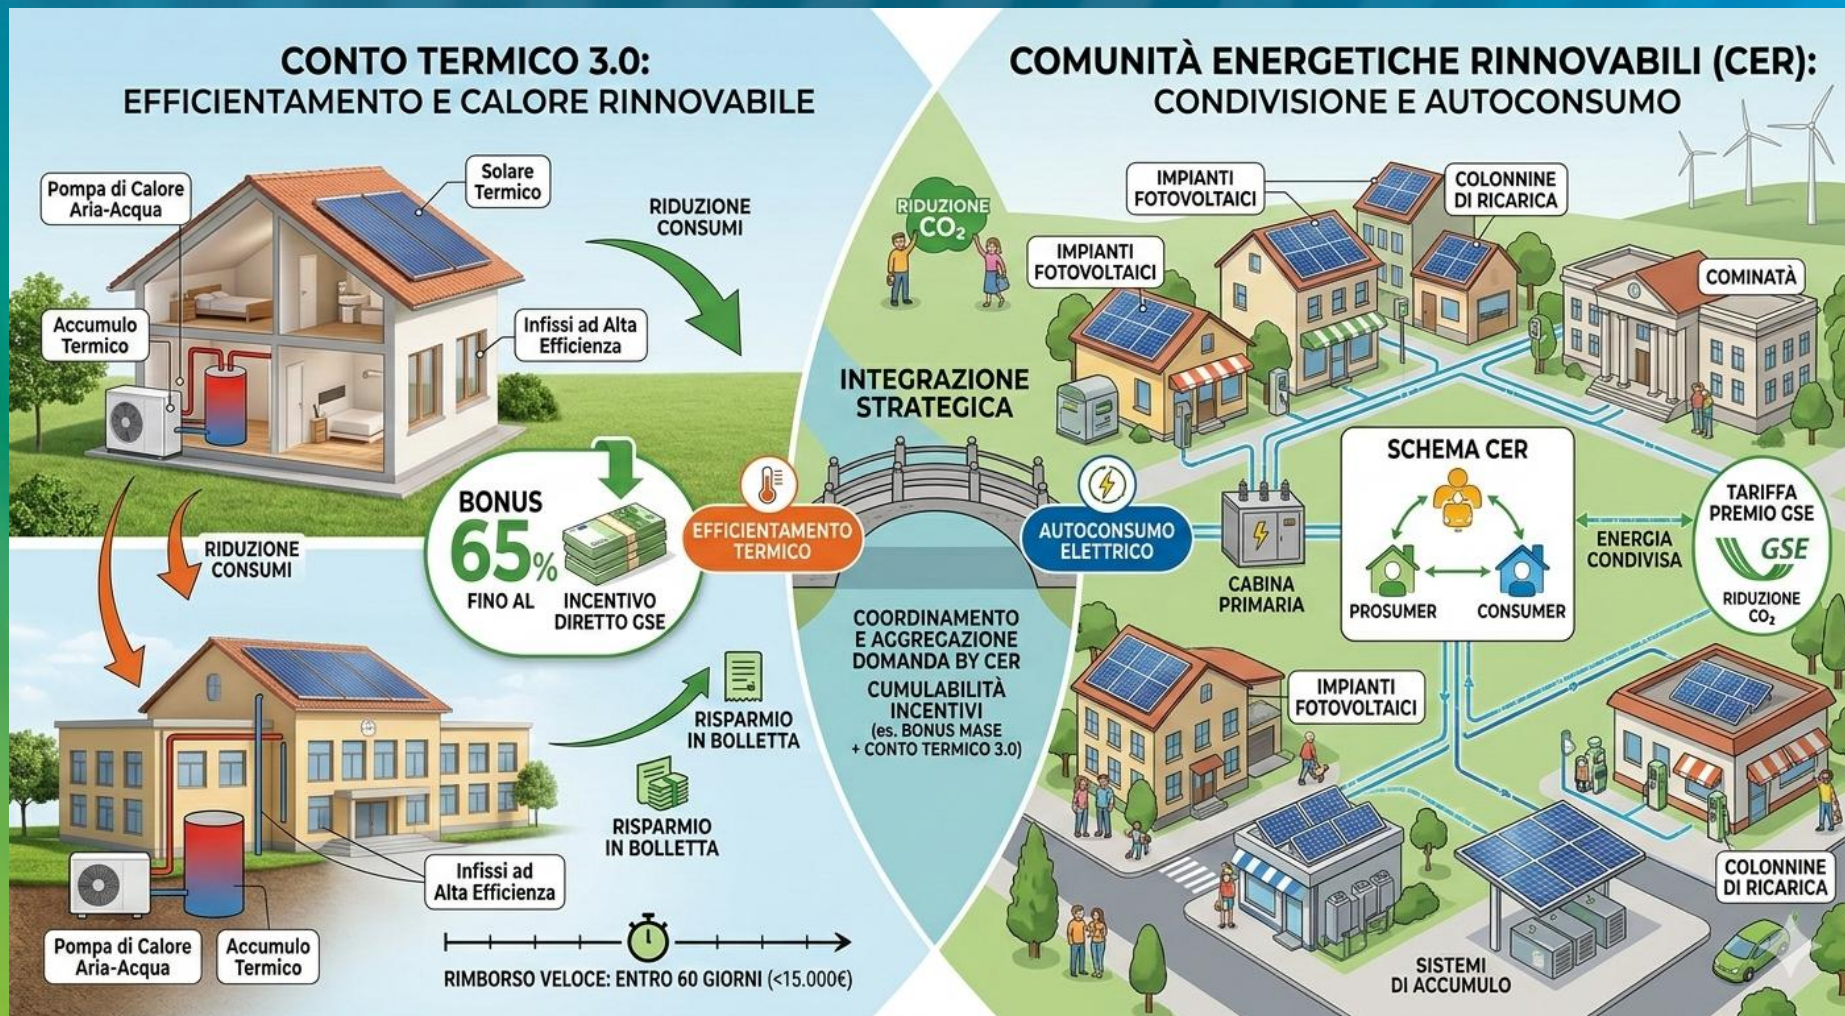 CONTO TERMICO 3.0:
EFFICIENTAMENTO E CALORE RINNOVABILE
Pompa di Calore
Aria-Acqua
Solare
Termico
RIDUZIONE
CONSUMI
Accumulo
Termico
Infissi ad Alta
Efficienza
BONUS
65%
FINO AL
INCENTIVO
DIRETTO GSE
RIDUZIONE
CONSUMI
RISPARMIO
IN BOLLETTA
RISPARMIO
IN BOLLETTA
Infissi ad
Alta Efficienza
Pompa di Calore
Aria-Acqua
Accumulo
Termico
RIMBORSO VELOCE: ENTRO 60 GIORNI (<15.000€)
RIDUZIONE
CO₂
INTEGRAZIONE
STRATEGICA
EFFICIENTAMENTO
TERMICO
AUTOCONSUMO
ELETTRICO
COORDINAMENTO
E AGGREGAZIONE
DOMANDA BY CER
CUMULABILITÀ
INCENTIVI
(es. BONUS MASE
+ CONTO TERMICO 3.0)
COMUNITÀ ENERGETICHE RINNOVABILI (CER):
CONDIVISIONE E AUTOCONSUMO
IMPIANTI
FOTOVOLTAICI
COLONNINE
DI RICARICA
IMPIANTI
FOTOVOLTAICI
COMINATÀ
SCHEMA CER
PROSUMER
CONSUMER
CABINA
PRIMARIA
ENERGIA
CONDIVISA
TARIFFA
PREMIO GSE
GSE
RIDUZIONE
CO₂
IMPIANTI
FOTOVOLTAICI
COLONNINE
DI RICARICA
SISTEMI
DI ACCUMULO